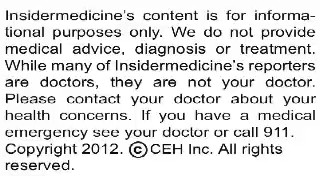 Insidermedicine's content is for informa-
tional purposes only. We do not provide
medical advice, diagnosis or treatment.
While many of Insidermedicine's reporters
are doctors, they are not your doctor.
Please contact your doctor about your
health concerns. If you have a medical
emergency see your doctor or call 911.
Copyright 2012. ©CEH Inc. All rights
reserved.